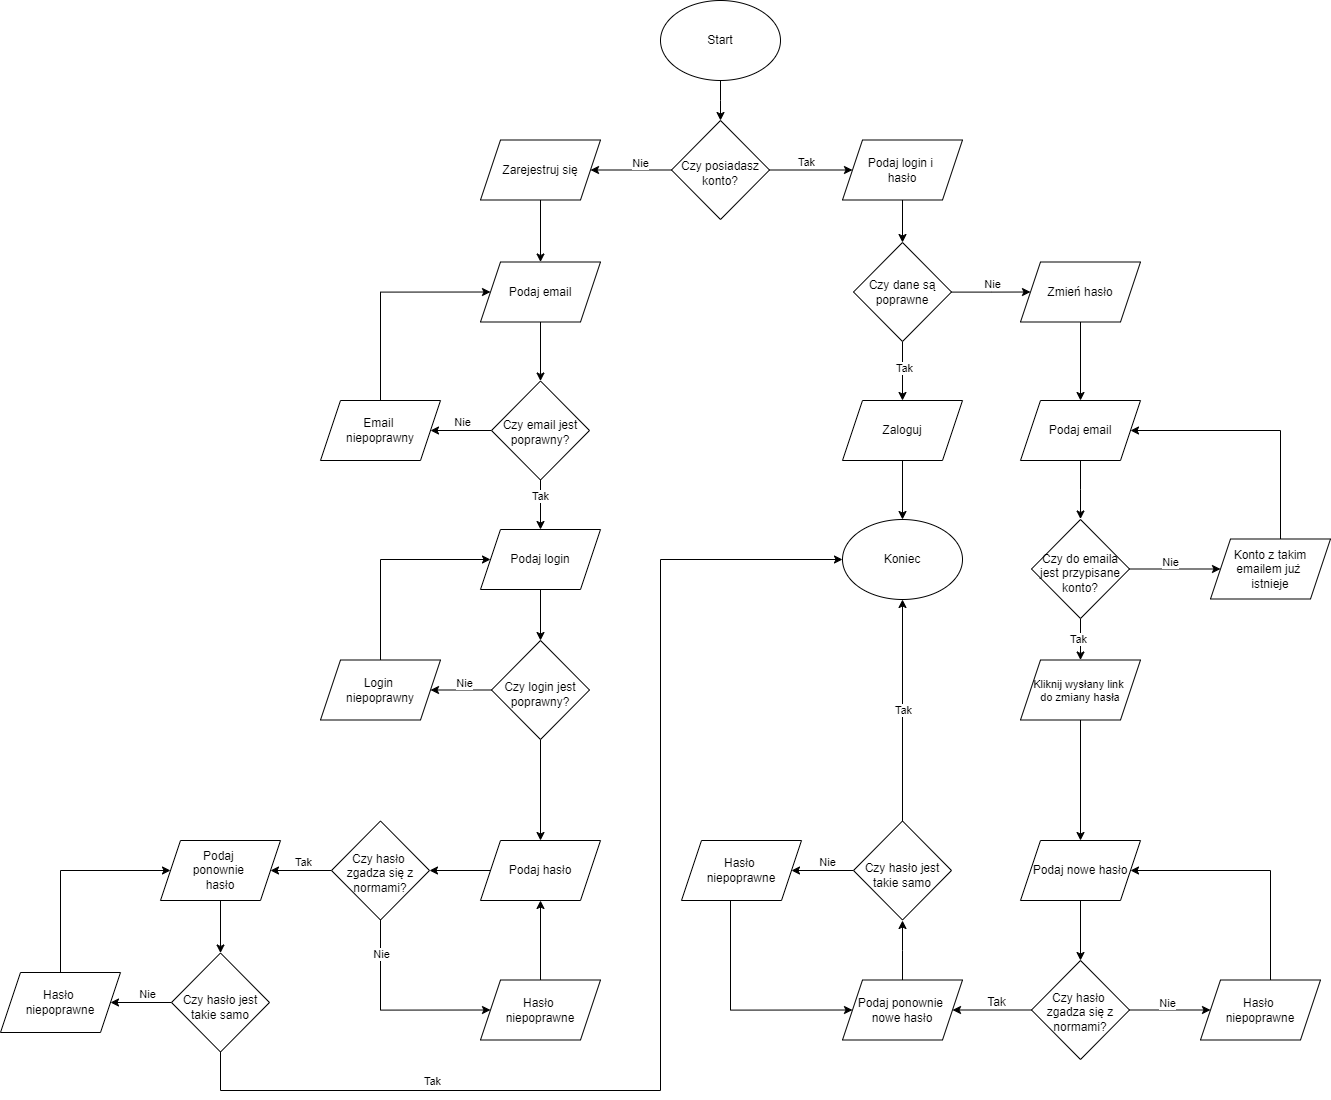 Start
Czy posiadasz
konto?
Nie
Tak
Zarejestruj się
Podaj login i
hasło
Podaj email
Czy dane są
poprawne
Nie
Zmień hasło
Tak
Email
niepoprawny
Nie
Czy email jest
poprawny?
Zaloguj
Podaj email
Tak
Podaj login
Koniec
Czy do emaila
jest przypisane
konto?
Nie
Konto z takim
emailem już
istnieje
Tak
Login
niepoprawny
Nie
Czy login jest
poprawny?
Kliknij wysłany link
do zmiany hasła
Tak
Podaj
ponownie
hasło
Tak
Czy hasło
zgadza się z
normami?
Podaj hasło
Hasło
niepoprawne
Nie
Czy hasło jest
takie samo
Podaj nowe hasło
Nie
Hasło
niepoprawne
Nie
Czy hasło jest
takie samo
Hasło
niepoprawne
Podaj ponownie
nowe hasło
Tak
Czy hasło
zgadza się z
normami?
Nie
Hasło
niepoprawne
Tak